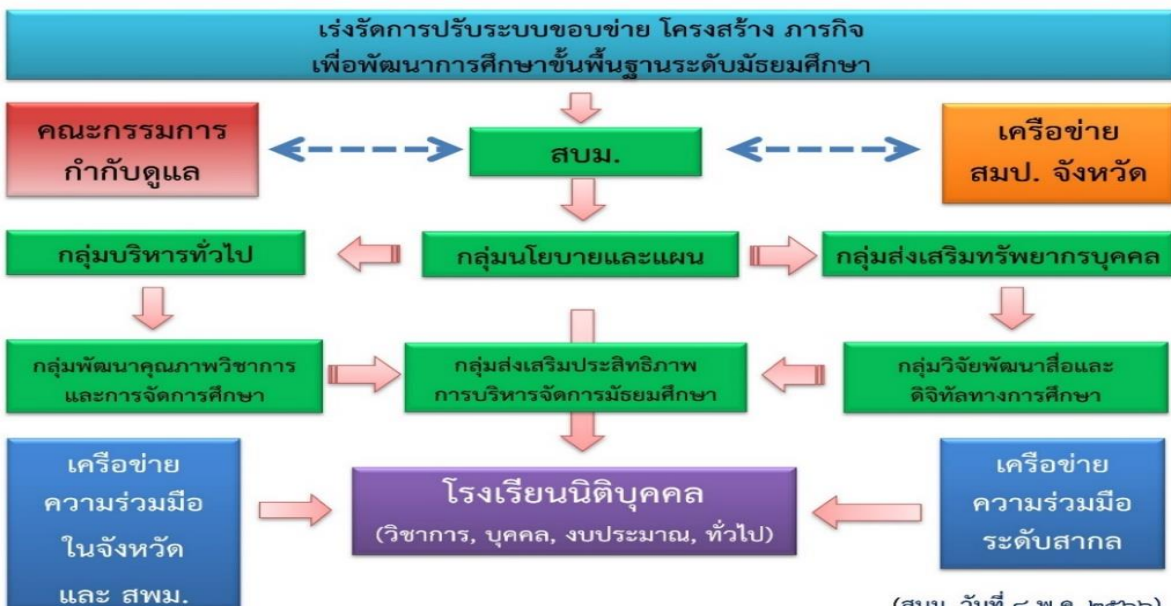 เร่งรัดการปรับระบบขอบข่าย โครงสร้าง ภารกิจ
เพื่อพัฒนาการศึกษาขั้นพื้นฐานระดับมัธยมศึกษา
คณะกรรมการ
กำกับดูแล
สบม.
เครือข่าย
สมป. จังหวัด
กลุ่มบริหารทั่วไป
กลุ่มนโยบายและแผน
กลุ่มส่งเสริมทรัพยากรบุคคล
กลุ่มพัฒนาคุณภาพวิชาการ
และการจัดการศึกษา
กลุ่มส่งเสริมประสิทธิภาพ
การบริหารจัดการมัธยมศึกษา
กลุ่มวิจัยพัฒนาสื่อและ
ดิจิทัลทางการศึกษา
เครือข่าย
ความร่วมมือ
ในจังหวัด
และ สพม.
โรงเรียนนิติบุคคล
(วิชาการ, บุคคล, งบประมาณ, ทั่วไป)
เครือข่าย
ความร่วมมือ
ระดับสากล
วันที่ ๘ พ.ค. ๒๕๖๖)